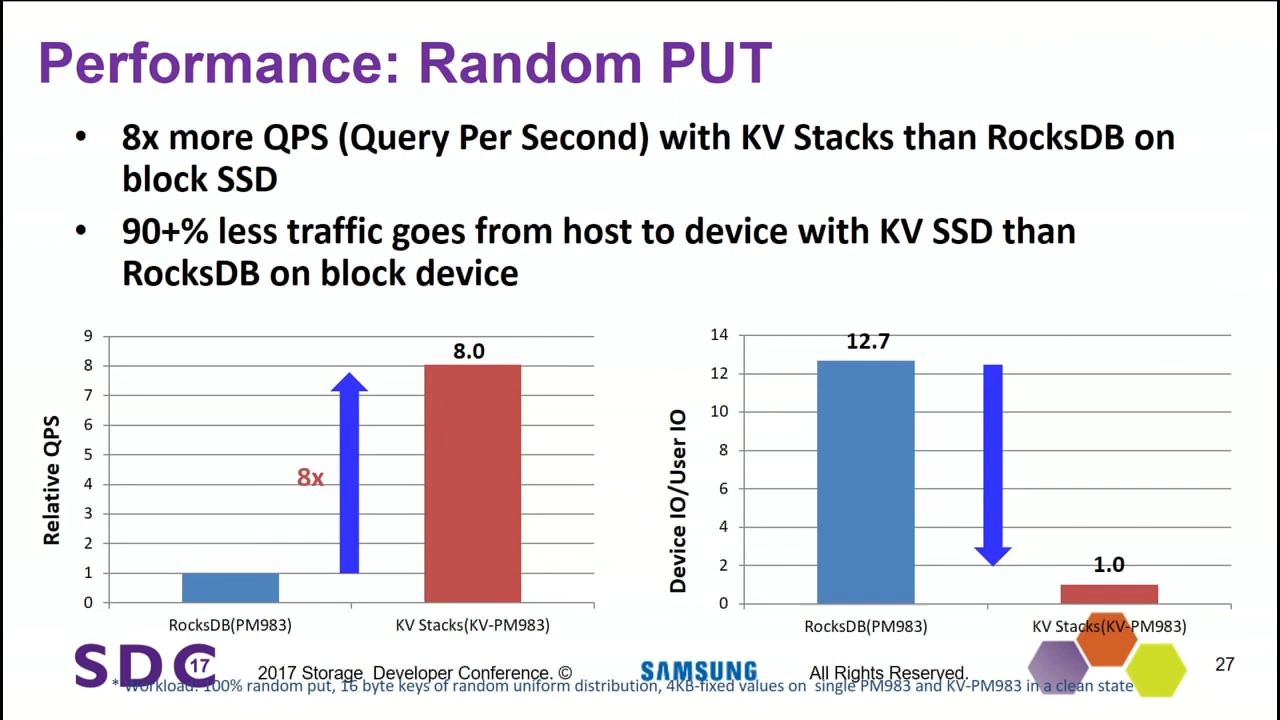 Performance: Random PUT
• 8x more QPS (Query Per Second) with KV Stacks than RocksDB on
block SSD
• 90+% less traffic goes from host to device with KV SSD than
RocksDB on block device
Relative QPS
9
8
7
6
5
4
3
2
1
0
8.0
8x
RocksDB(PM983)
KV Stacks(KV-PM983)
Device IO/User IO
14
12
10
8
6
4
2
0
12.7
1.0
RocksDB(PM983)
KV Stacks(KV-PM983)
SDC 17
2017 Storage Developer Conference. ©
SAMSUNG
All Rights Reserved.
27
* Workload: 100% random put, 16 byte keys of random uniform distribution, 4KB-fixed values on single PM983 and KV-PM983 in a clean state